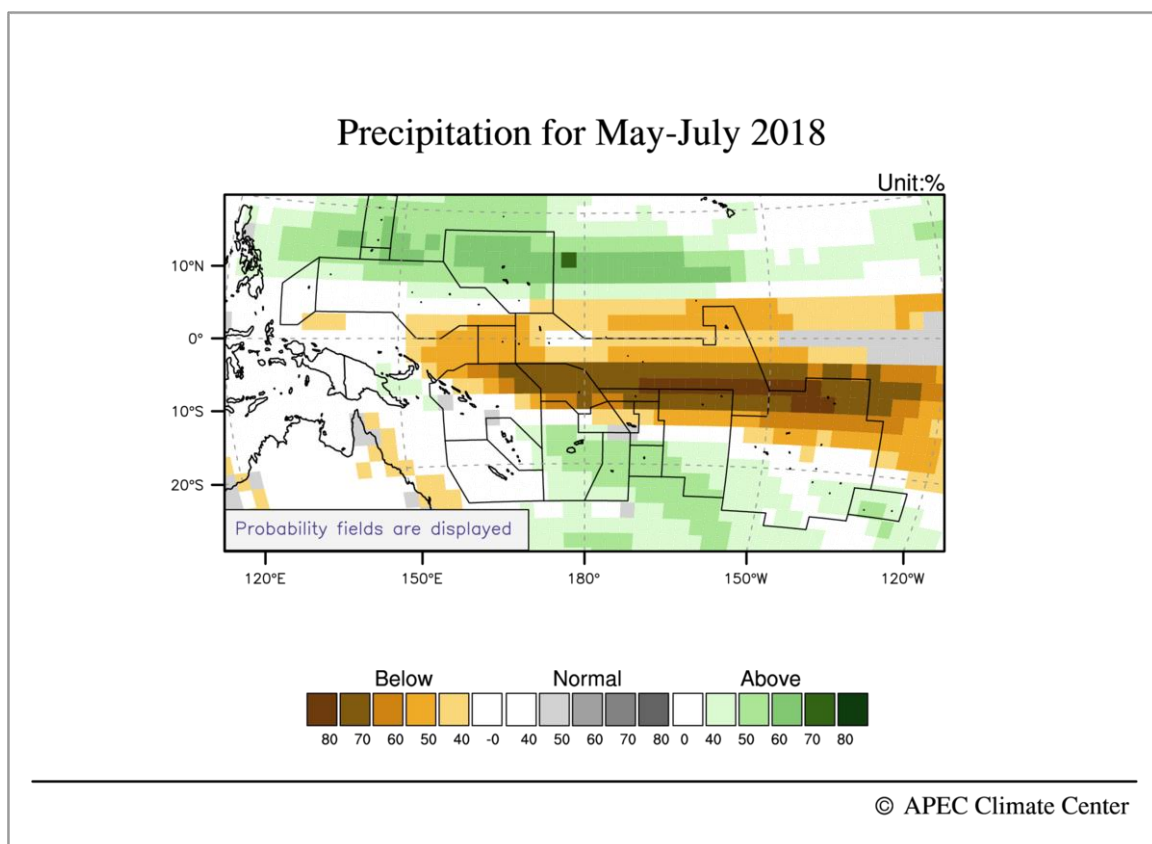 Precipitation for May-July 2018
Unit:%
10°N
0°
10°S
20°S
Probability fields are displayed
120°E 150°E 180° 150°W 120°W
Below Normal Above
80 70 60 50 40 -0 40 50 60 70 80 0 40 50 60 70 80
© APEC Climate Center